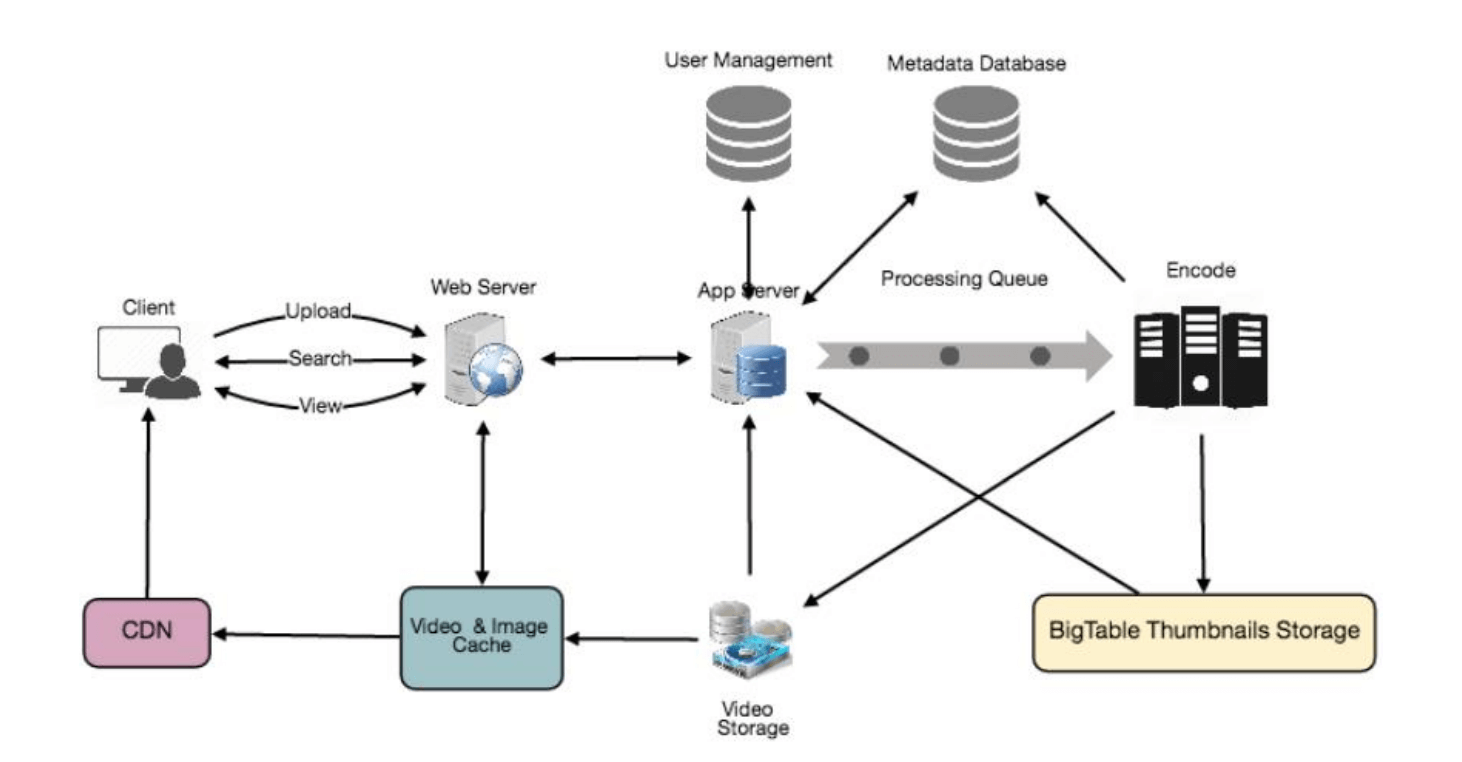 User Management
Metadata Database
Processing Queue
Encode
Web Server
App Server
Client
Upload
Search
View
CDN
Video & Image
Cache
BigTable Thumbnails Storage
Video
Storage